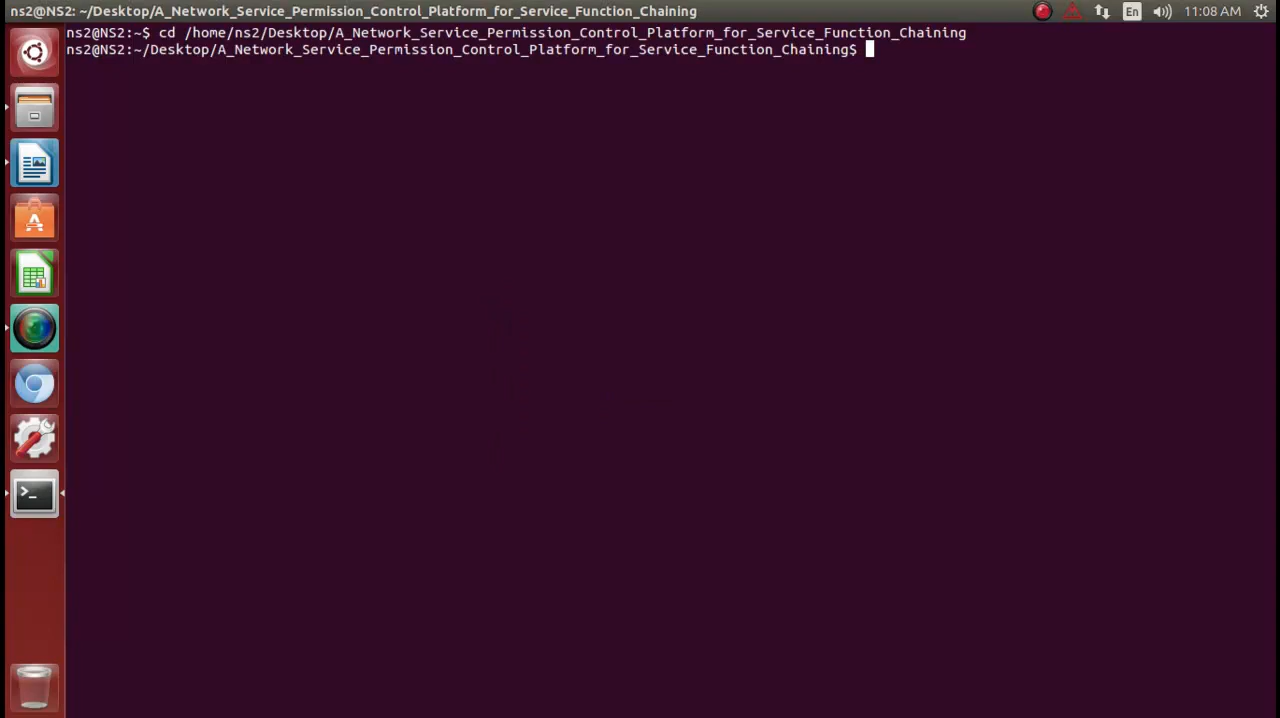 ns2@NS2: ~/Desktop/A_Network_Service_Permission_Control_Platform_for_Service_Function_Chaining
En
11:08 AM
ns2@NS2:~$ cd /home/ns2/Desktop/A_Network_Service_Permission_Control_Platform_for_Service_Function_Chaining
ns2@NS2:~/Desktop/A_Network_Service_Permission_Control_Platform_for_Service_Function_Chaining$